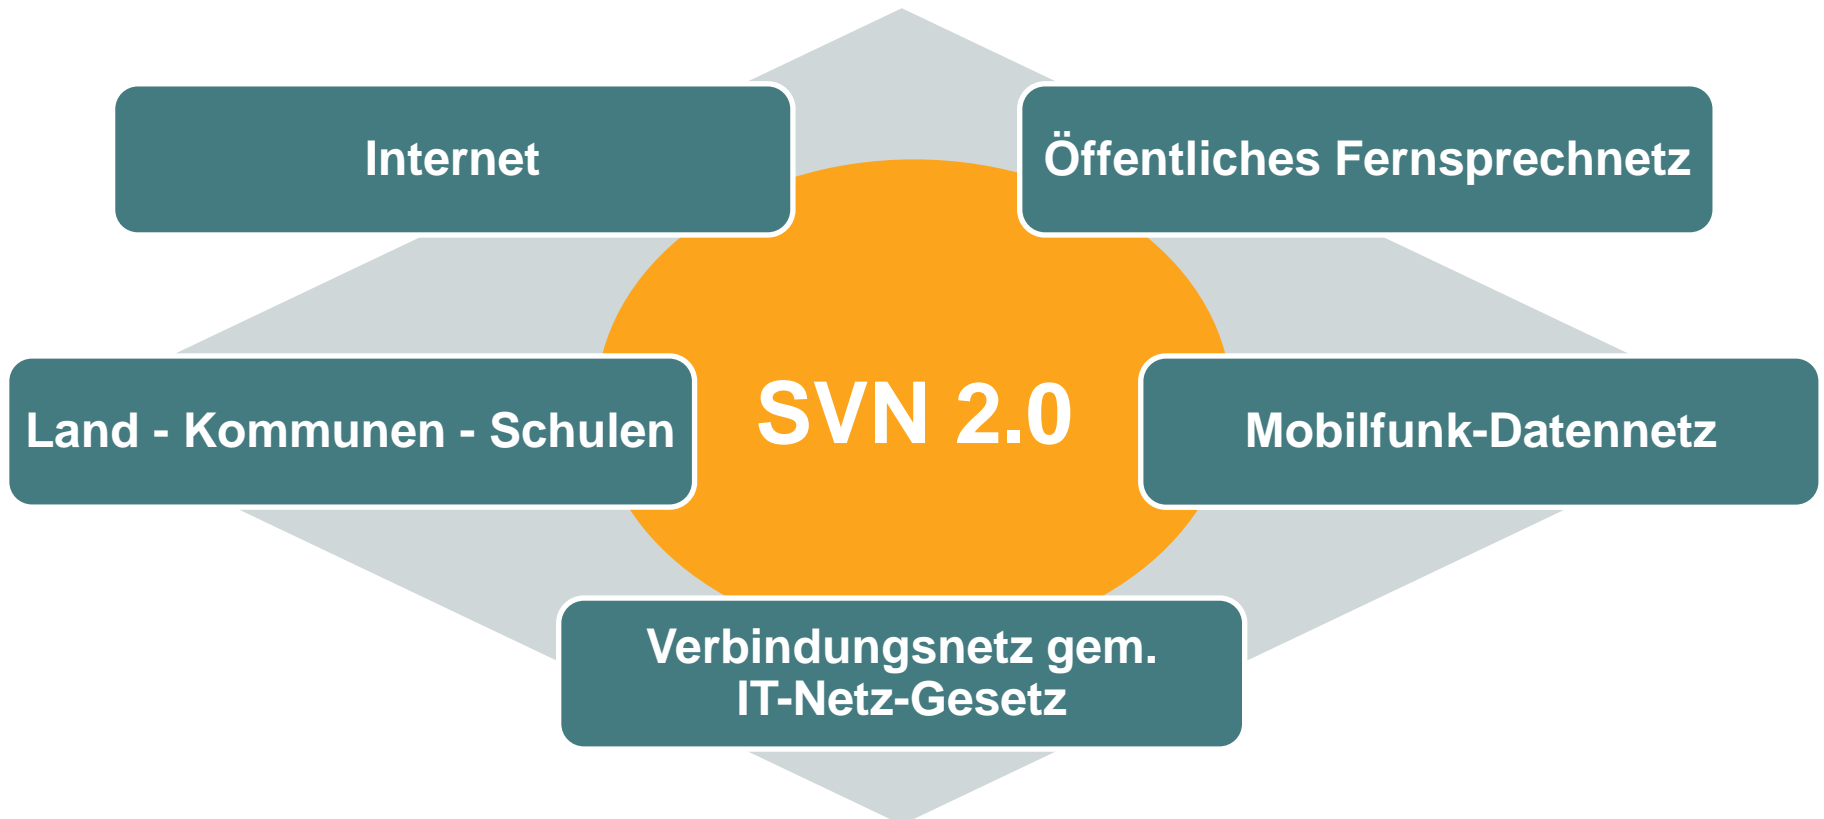 Internet
Öffentliches Fernsprechnetz
Land - Kommunen - Schulen
SVN 2.0
Mobilfunk-Datennetz
Verbindungsnetz gem.
IT-Netz-Gesetz